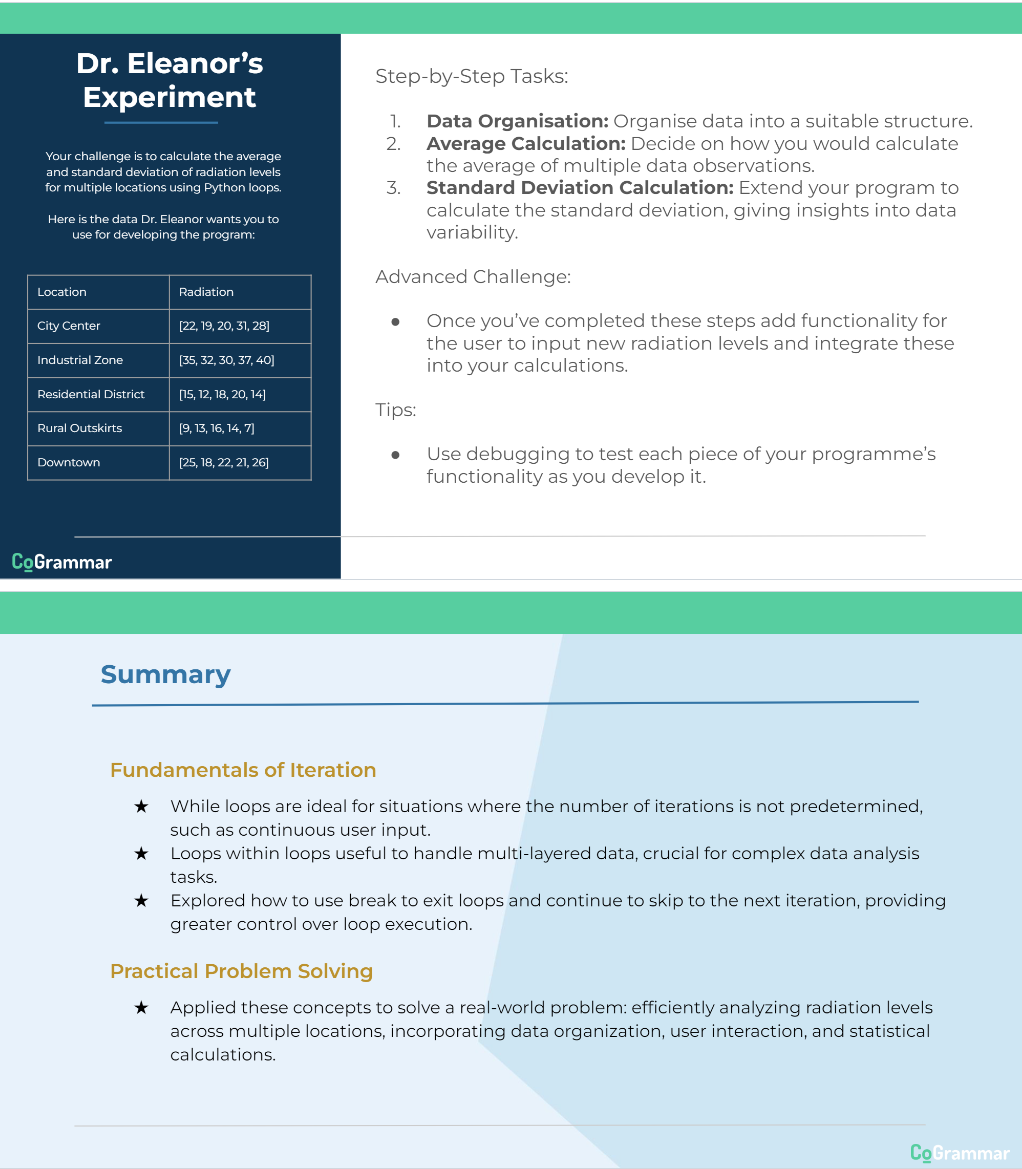 Dr. Eleanor’s
Experiment
Your challenge is to calculate the average
and standard deviation of radiation levels
for multiple locations using Python loops.
Here is the data Dr. Eleanor wants you to
use for developing the program:
Location Radiation
City Center [22, 19, 20, 31, 28]
Industrial Zone [35, 32, 30, 37, 40]
Residential District [15, 12, 18, 20, 14]
Rural Outskirts [9, 13, 16, 14, 7]
Downtown [25, 18, 22, 21, 26]
CoGrammar
Step-by-Step Tasks:
1. Data Organisation: Organise data into a suitable structure.
2. Average Calculation: Decide on how you would calculate
the average of multiple data observations.
3. Standard Deviation Calculation: Extend your program to
calculate the standard deviation, giving insights into data
variability.
Advanced Challenge:
● Once you’ve completed these steps add functionality for
the user to input new radiation levels and integrate these
into your calculations.
Tips:
● Use debugging to test each piece of your programme’s
functionality as you develop it.
Summary
Fundamentals of Iteration
★ While loops are ideal for situations where the number of iterations is not predetermined,
such as continuous user input.
★ Loops within loops useful to handle multi-layered data, crucial for complex data analysis
tasks.
★ Explored how to use break to exit loops and continue to skip to the next iteration, providing
greater control over loop execution.
Practical Problem Solving
★ Applied these concepts to solve a real-world problem: efficiently analyzing radiation levels
across multiple locations, incorporating data organization, user interaction, and statistical
calculations.
CoGrammar